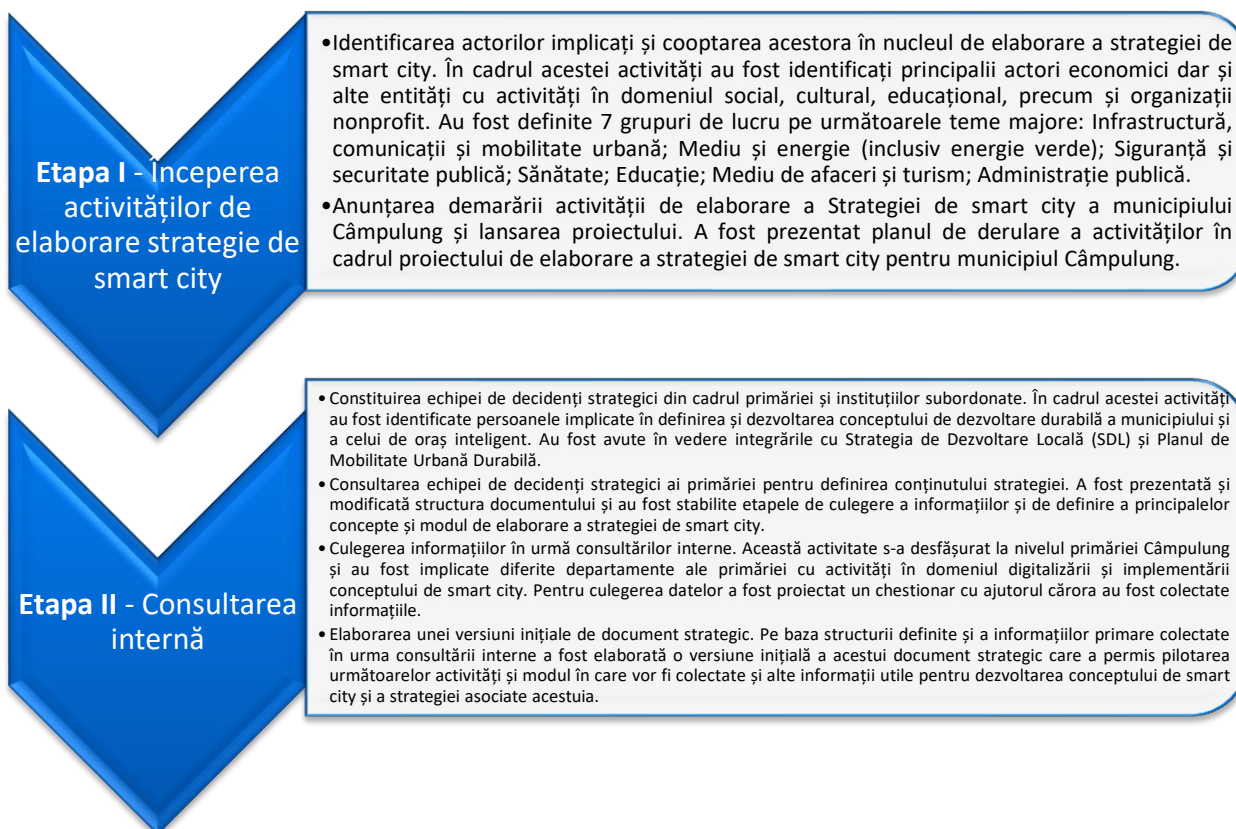 Etapa I - Începerea
activităților de
elaborare strategie de
smart city
•Identificarea actorilor implicați și cooptarea acestora în nucleul de elaborare a strategiei de
smart city. În cadrul acestei activități au fost identificați principalii actori economici dar și
alte entități cu activități în domeniul social, cultural, educațional, precum și organizații
nonprofit. Au fost definite 7 grupuri de lucru pe următoarele teme majore: Infrastructură,
comunicații și mobilitate urbană; Mediu și energie (inclusiv energie verde); Siguranță și
securitate publică; Sănătate; Educație; Mediu de afaceri și turism; Administrație publică.
•Anunțarea demarării activității de elaborare a Strategiei de smart city a municipiului
Câmpulung și lansarea proiectului. A fost prezentat planul de derulare a activităților în
cadrul proiectului de elaborare a strategiei de smart city pentru municipiul Câmpulung.
Etapa II - Consultarea
internă
• Constituirea echipei de decidenți strategici din cadrul primăriei și instituțiilor subordonate. În cadrul acestei activități
au fost identificate persoanele implicate în definirea și dezvoltarea conceptului de dezvoltare durabilă a municipiului și
a celui de oraș inteligent. Au fost avute în vedere integrările cu Strategia de Dezvoltare Locală (SDL) și Planul de
Mobilitate Urbană Durabilă.
• Consultarea echipei de decidenți strategici ai primăriei pentru definirea conținutului strategiei. A fost prezentată și
modificată structura documentului și au fost stabilite etapele de culegere a informațiilor și de definire a principalelor
concepte și modul de elaborare a strategiei de smart city.
• Culegerea informațiilor în urmă consultărilor interne. Această activitate s-a desfășurat la nivelul primăriei Câmpulung
și au fost implicate diferite departamente ale primăriei cu activități în domeniul digitalizării și implementării
conceptului de smart city. Pentru culegerea datelor a fost proiectat un chestionar cu ajutorul cărora au fost colectate
informațiile.
• Elaborarea unei versiuni inițiale de document strategic. Pe baza structurii definite și a informațiilor primare colectate
în urma consultării interne a fost elaborată o versiune inițială a acestui document strategic care a permis pilotarea
următoarelor activități și modul în care vor fi colectate și alte informații utile pentru dezvoltarea conceptului de smart
city și a strategiei asociate acestuia.